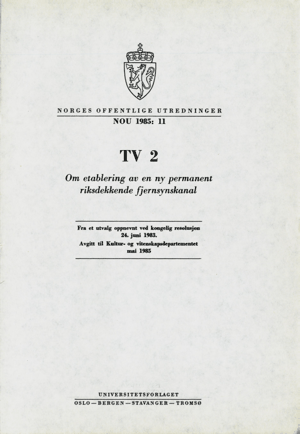 NORGES OFFENTLIGE UTREDNINGER
NOU 1985: 11
TV 2
Om etablering av en ny permanent
riksdekkende fjernsynskanal
Fra et utvalg oppnevnt ved kongelig resolusjon
24. juni 1983.
Avgitt til Kultur- og vitenskapsdepartementet
mai 1985
UNIVERSITETSFORLAGET
OSLO — BERGEN — STAVANGER — TROMSØ